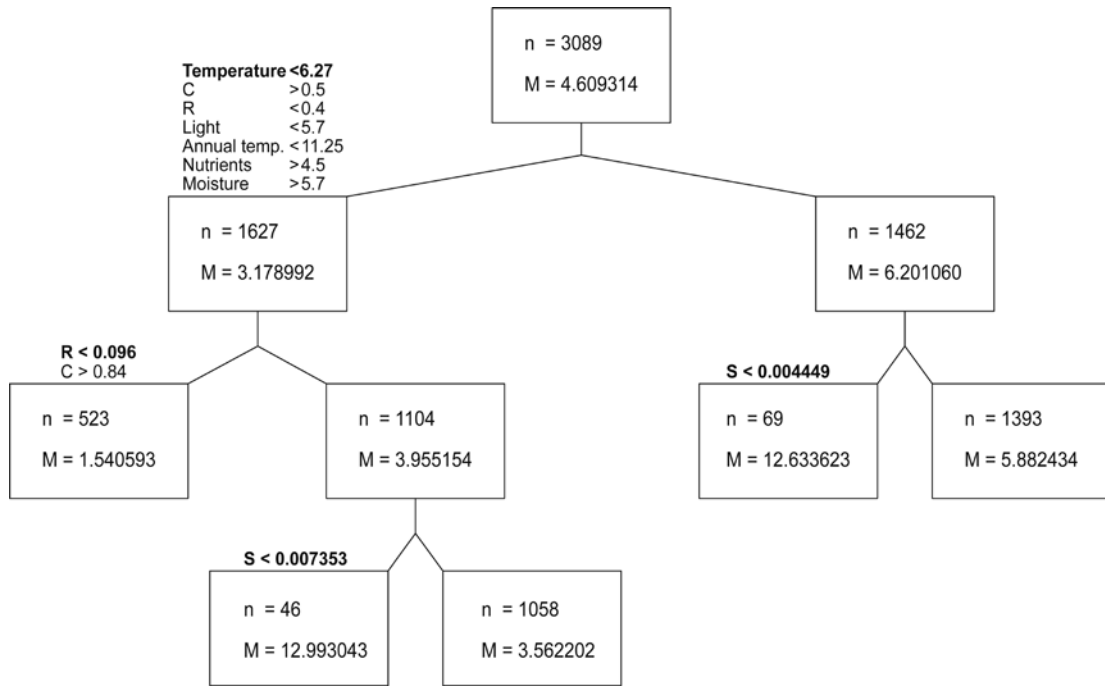 n = 3089
M = 4.609314
Temperature <6.27
C >0.5
R <0.4
Light <5.7
Annual temp. <11.25
Nutrients >4.5
Moisture >5.7
n = 1627
M = 3.178992
n = 1462
M = 6.201060
R < 0.096
C > 0.84
n = 523
M = 1.540593
n = 1104
M = 3.955154
S < 0.004449
n = 69
M = 12.633623
n = 1393
M = 5.882434
S < 0.007353
n = 46
M = 12.993043
n = 1058
M = 3.562202